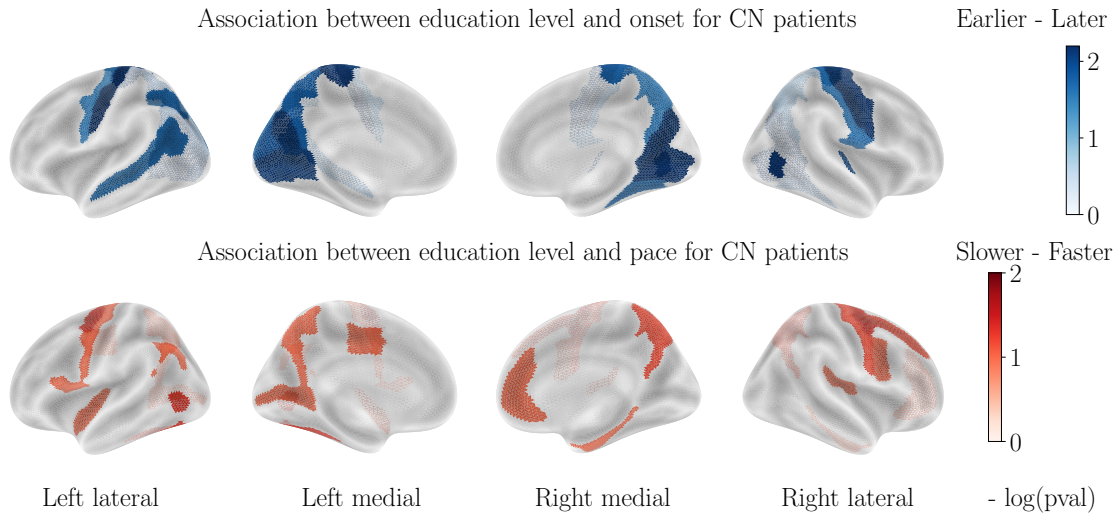 Association between education level and onset for CN patients
Earlier - Later
2
1
0
Association between education level and pace for CN patients
Slower - Faster
2
1
0
Left lateral
Left medial
Right medial
Right lateral
- log(pval)